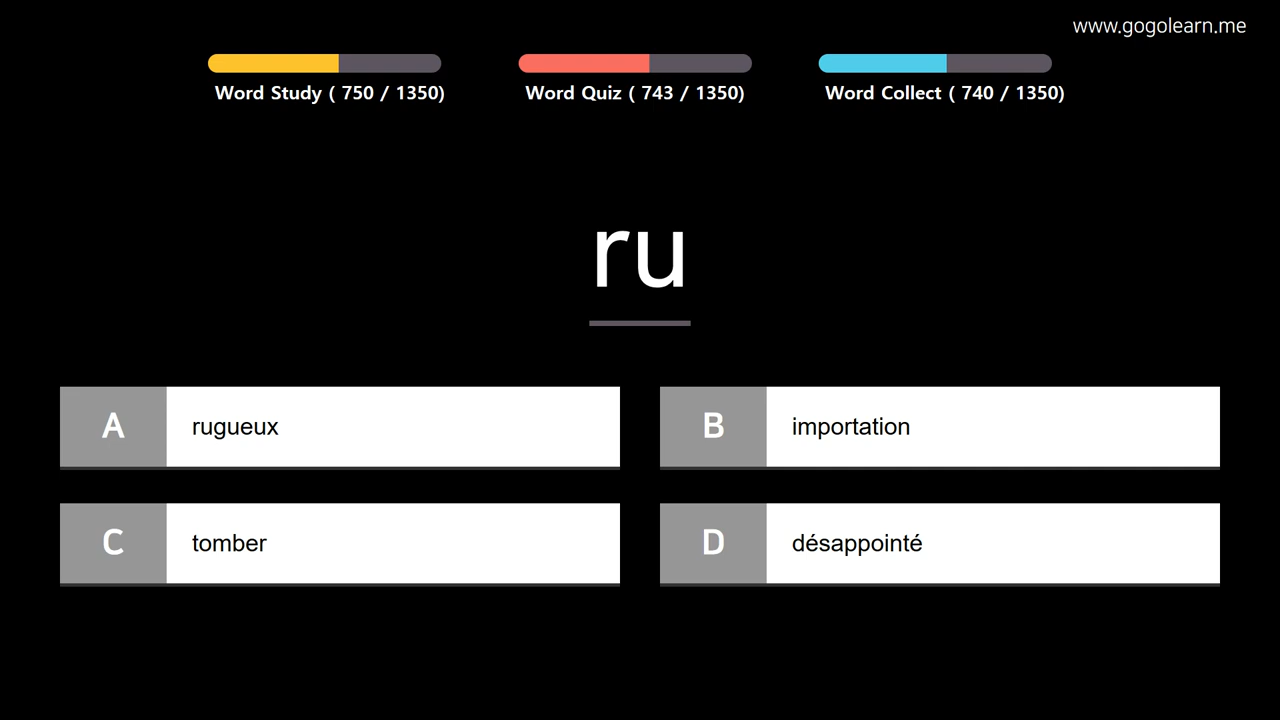 www.gogolearn.me
Word Study ( 750 / 1350)
Word Quiz ( 743 / 1350)
Word Collect ( 740 / 1350)
ru
A rugueux
B importation
C tomber
D désappointé